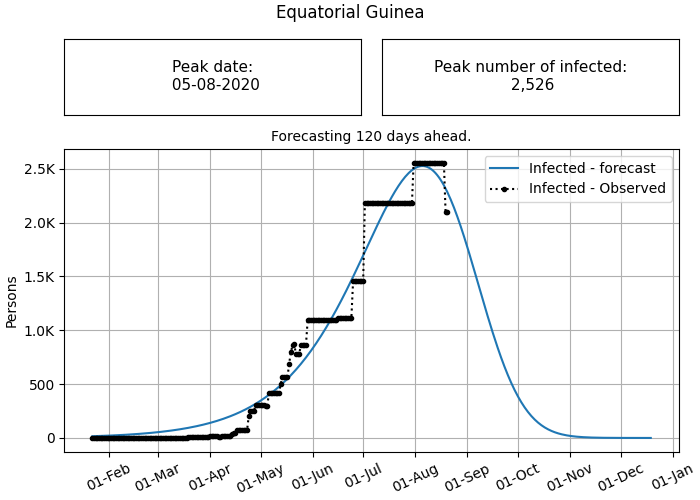 Equatorial Guinea
Peak date:
05-08-2020
Peak number of infected:
2,526
Forecasting 120 days ahead.
Infected - forecast
Infected - Observed
2.5K
2.0K
1.5K
1.0K
500
0
Persons
01-Feb 01-Mar 01-Apr 01-May 01-Jun 01-Jul 01-Aug 01-Sep 01-Oct 01-Nov 01-Dec 01-Jan